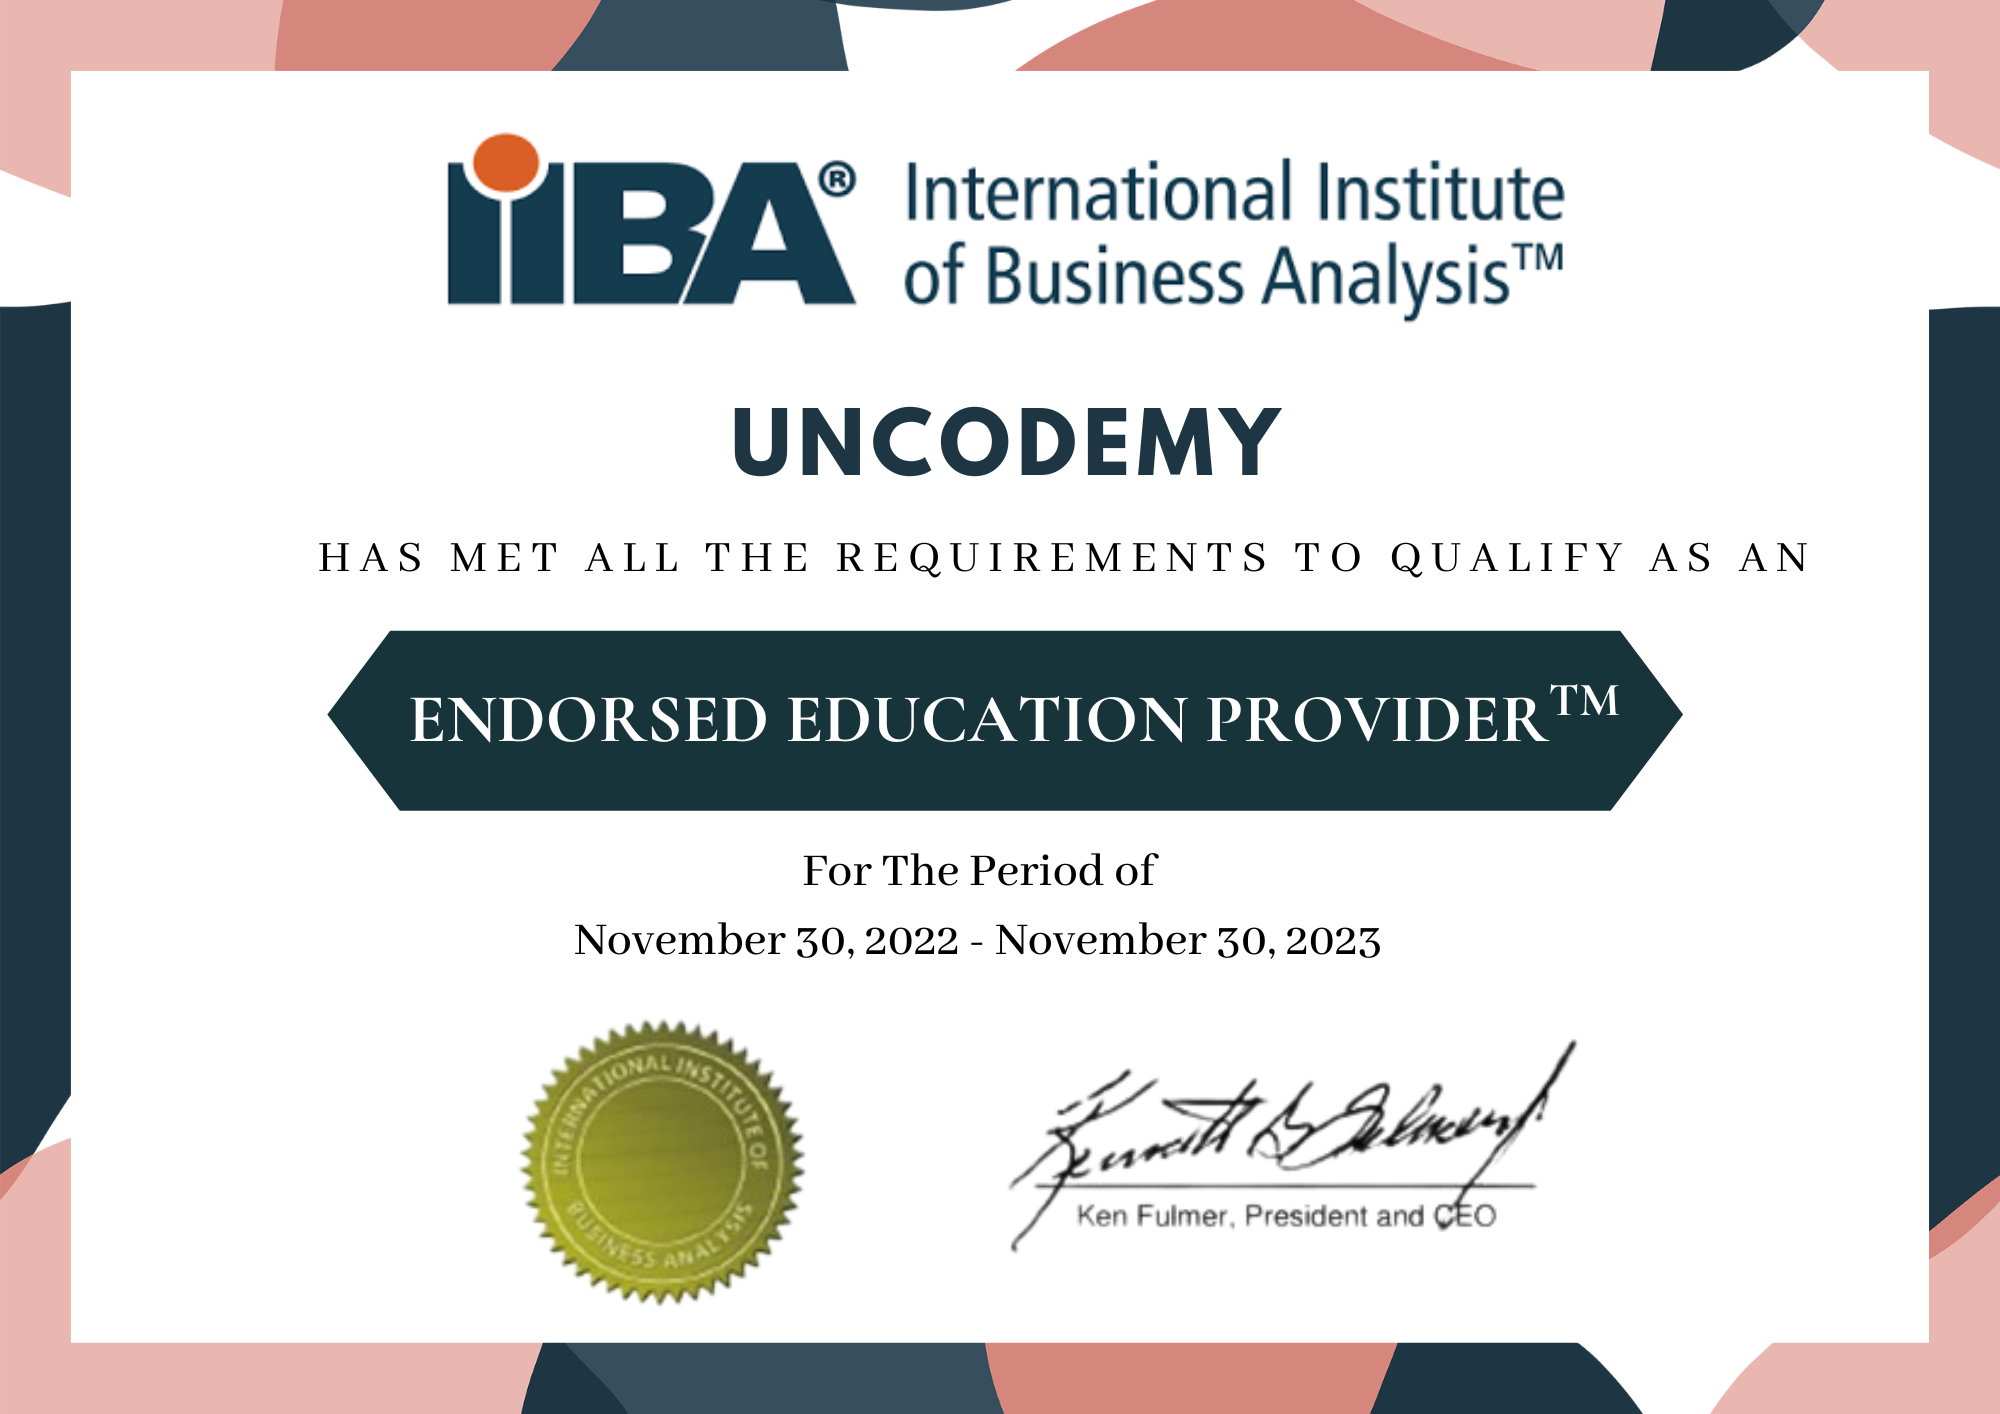 IIBA® International Institute
of Business Analysis™
UNCODEMY
HAS MET ALL THE REQUIREMENTS TO QUALIFY AS AN
ENDORSED EDUCATION PROVIDER™
For The Period of
November 30, 2022 - November 30, 2023
INTERNATIONAL INSTITUTE OF
BUSINESS ANALYSIS
Ken Fulmer, President and CEO